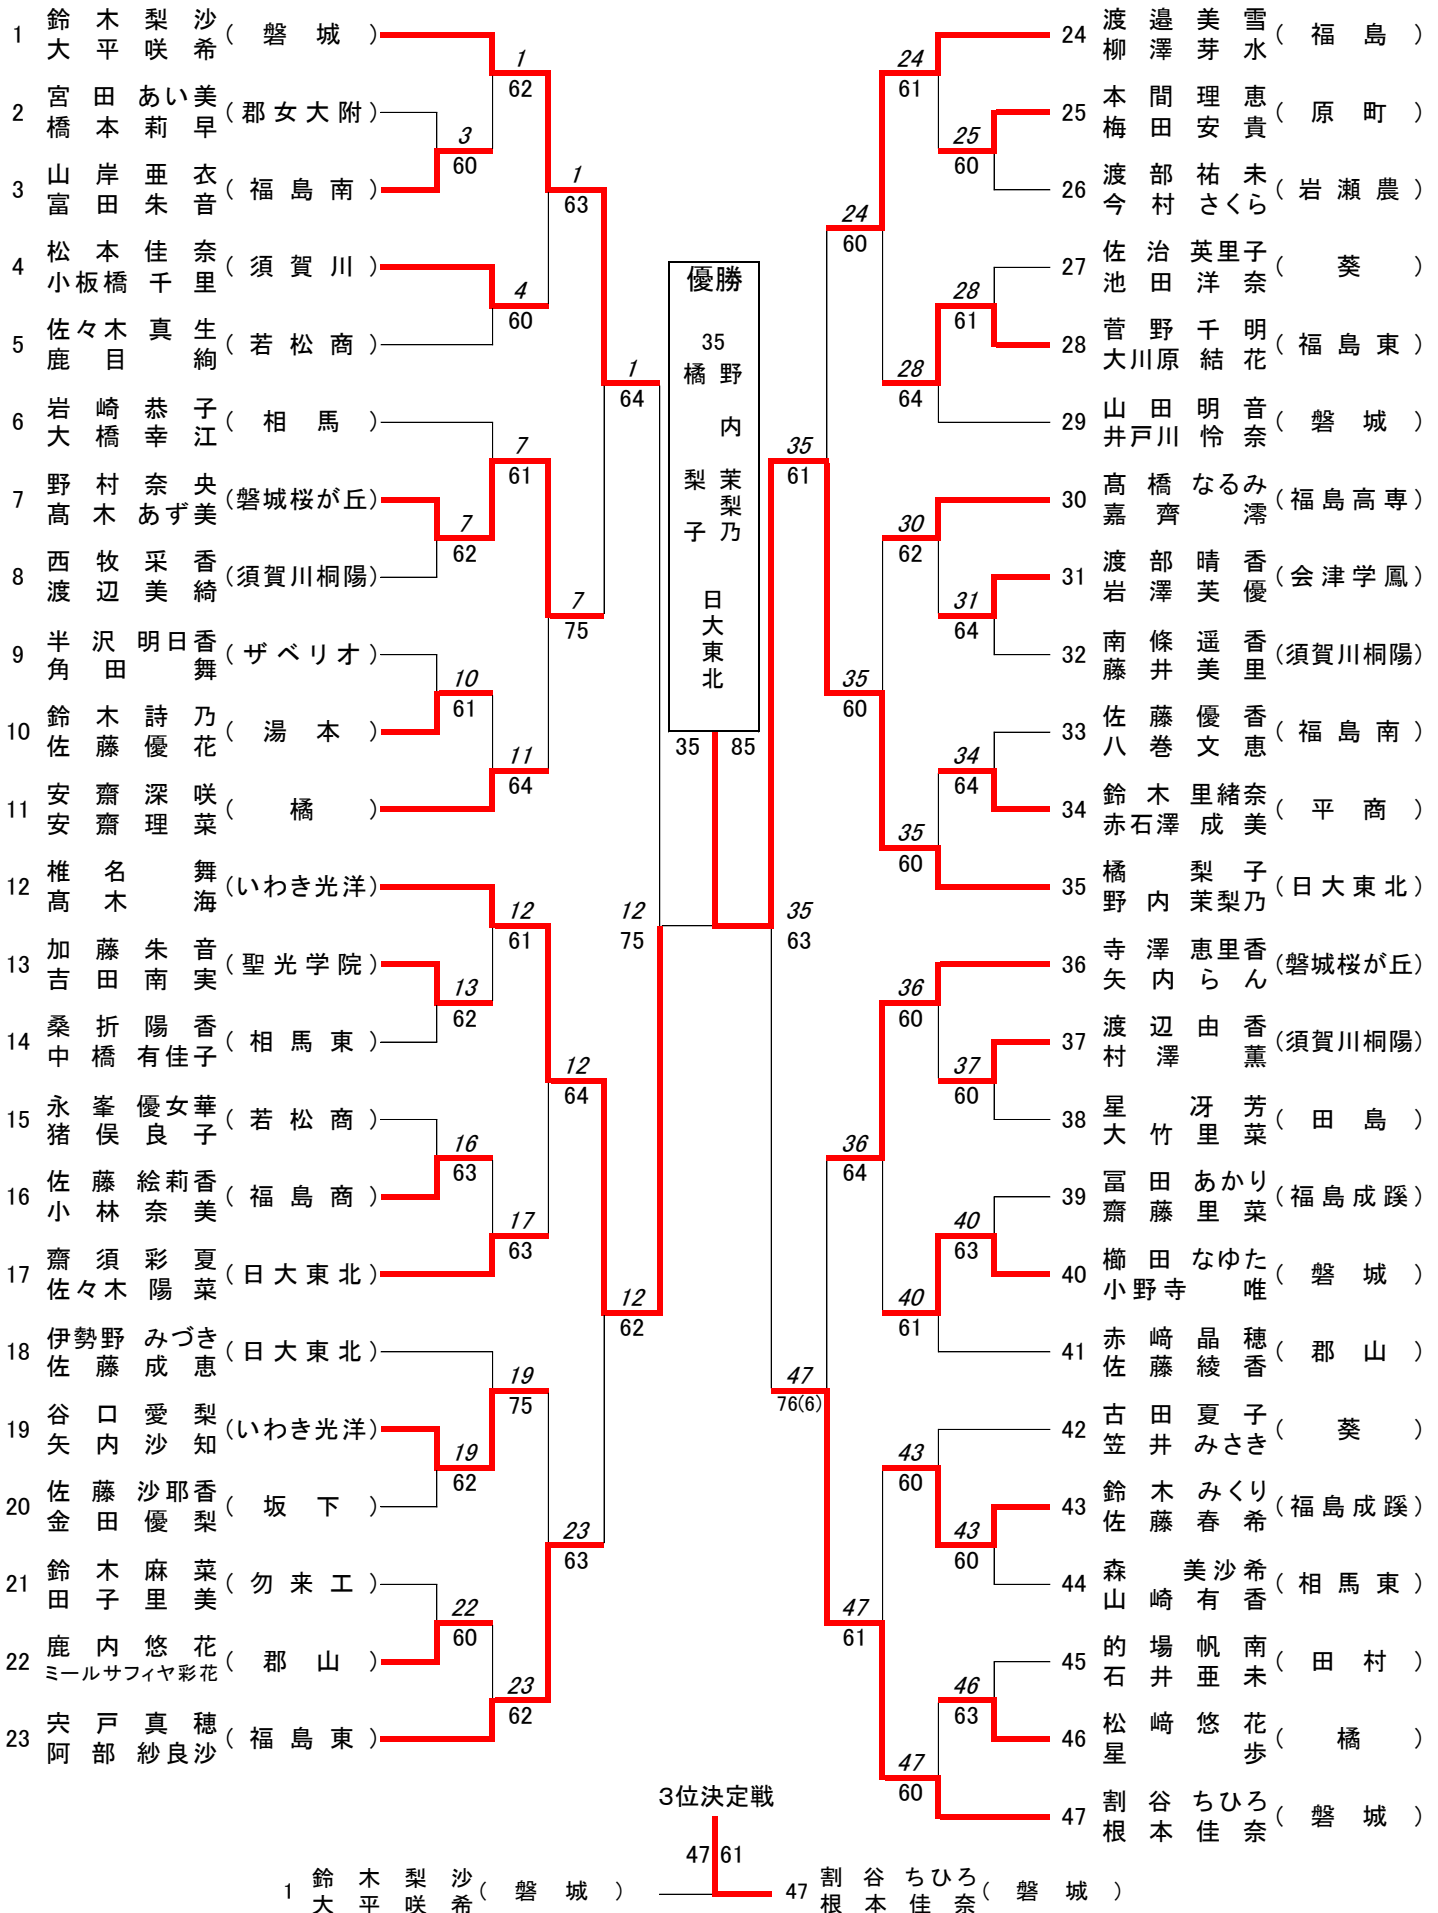 1 鈴木梨沙 大平咲希 (磐城)
2 宮田あい美 橋本莉早 (郡女大附)
3 山岸亜衣 富田朱音 (福島南)
4 松本佳奈 小板橋千里 (須賀川)
5 佐々木真生 鹿目絢 (若松商)
6 岩崎恭子 大橋幸江 (相馬)
7 野村奈央 髙木あず美 (磐城桜が丘)
8 西牧采香 渡辺美綺 (須賀川桐陽)
9 半沢明日香 角田舞 (ザベリオ)
10 鈴木詩乃 佐藤優花 (湯本)
11 安齋深咲 安齋理菜 (橘)
12 椎名舞 髙木海 (いわき光洋)
13 加藤朱音 吉田南実 (聖光学院)
14 桑折陽香 中橋有佳子 (相馬東)
15 永峯優女華 猪俣良子 (若松商)
16 佐藤絵莉香 小林奈美 (福島商)
17 齋須彩夏 佐々木陽菜 (日大東北)
18 伊勢野みづき 佐藤成恵 (日大東北)
19 谷口愛梨 矢内沙知 (いわき光洋)
20 佐藤沙耶香 金田優梨 (坂下)
21 鈴木麻菜 田子里美 (勿来工)
22 鹿内悠花 ミールサフィヤ彩花 (郡山)
23 宍戸真穂 阿部紗良沙 (福島東)
3 60
10 61
7 62
13 62
16 63
19 62
22 60
1 62
4 60
7 61
11 64
12 61
17 63
19 75
23 62
1 63
7 75
12 64
23 63
1 64
12 62
12 75
優勝
35
橘梨子
野内茉梨乃
日大東北
35 85
35 63
35 61
47 76(6)
24 60
35 60
36 64
47 61
24 61
28 64
30 62
35 60
36 60
40 61
43 60
47 60
25 60
28 61
31 64
34 64
37 60
40 63
43 60
46 63
24 渡邉美雪 柳澤芽水 (福島)
25 本間理恵 梅田安貴 (原町)
26 渡部祐未 今村さくら (岩瀬農)
27 佐治英里子 池田洋奈 (葵)
28 菅野千明 大川原結花 (福島東)
29 山田明音 井戸川怜奈 (磐城)
30 髙橋なるみ 嘉齊澪 (福島高専)
31 渡部晴香 岩澤芙優 (会津学鳳)
32 南條遥香 藤井美里 (須賀川桐陽)
33 佐藤優香 八巻文恵 (福島南)
34 鈴木里緒奈 赤石澤成美 (平商)
35 橘梨子 野内茉梨乃 (日大東北)
36 寺澤恵里香 矢内らん (磐城桜が丘)
37 渡辺由香 村澤薫 (須賀川桐陽)
38 星冴芳 大竹里菜 (田島)
39 冨田あかり 齋藤里菜 (福島成蹊)
40 櫛田なゆた 小野寺唯 (磐城)
41 赤﨑晶穂 佐藤綾香 (郡山)
42 古田夏子 笠井みさき (葵)
43 鈴木みくり 佐藤春希 (福島成蹊)
44 森美沙希 山崎有香 (相馬東)
45 的場帆南 石井亜未 (田村)
46 松﨑悠花 星歩 (橘)
47 割谷ちひろ 根本佳奈 (磐城)
3位決定戦
47 61
1 鈴木梨沙 大平咲希 (磐城)
47 割谷ちひろ 根本佳奈 (磐城)